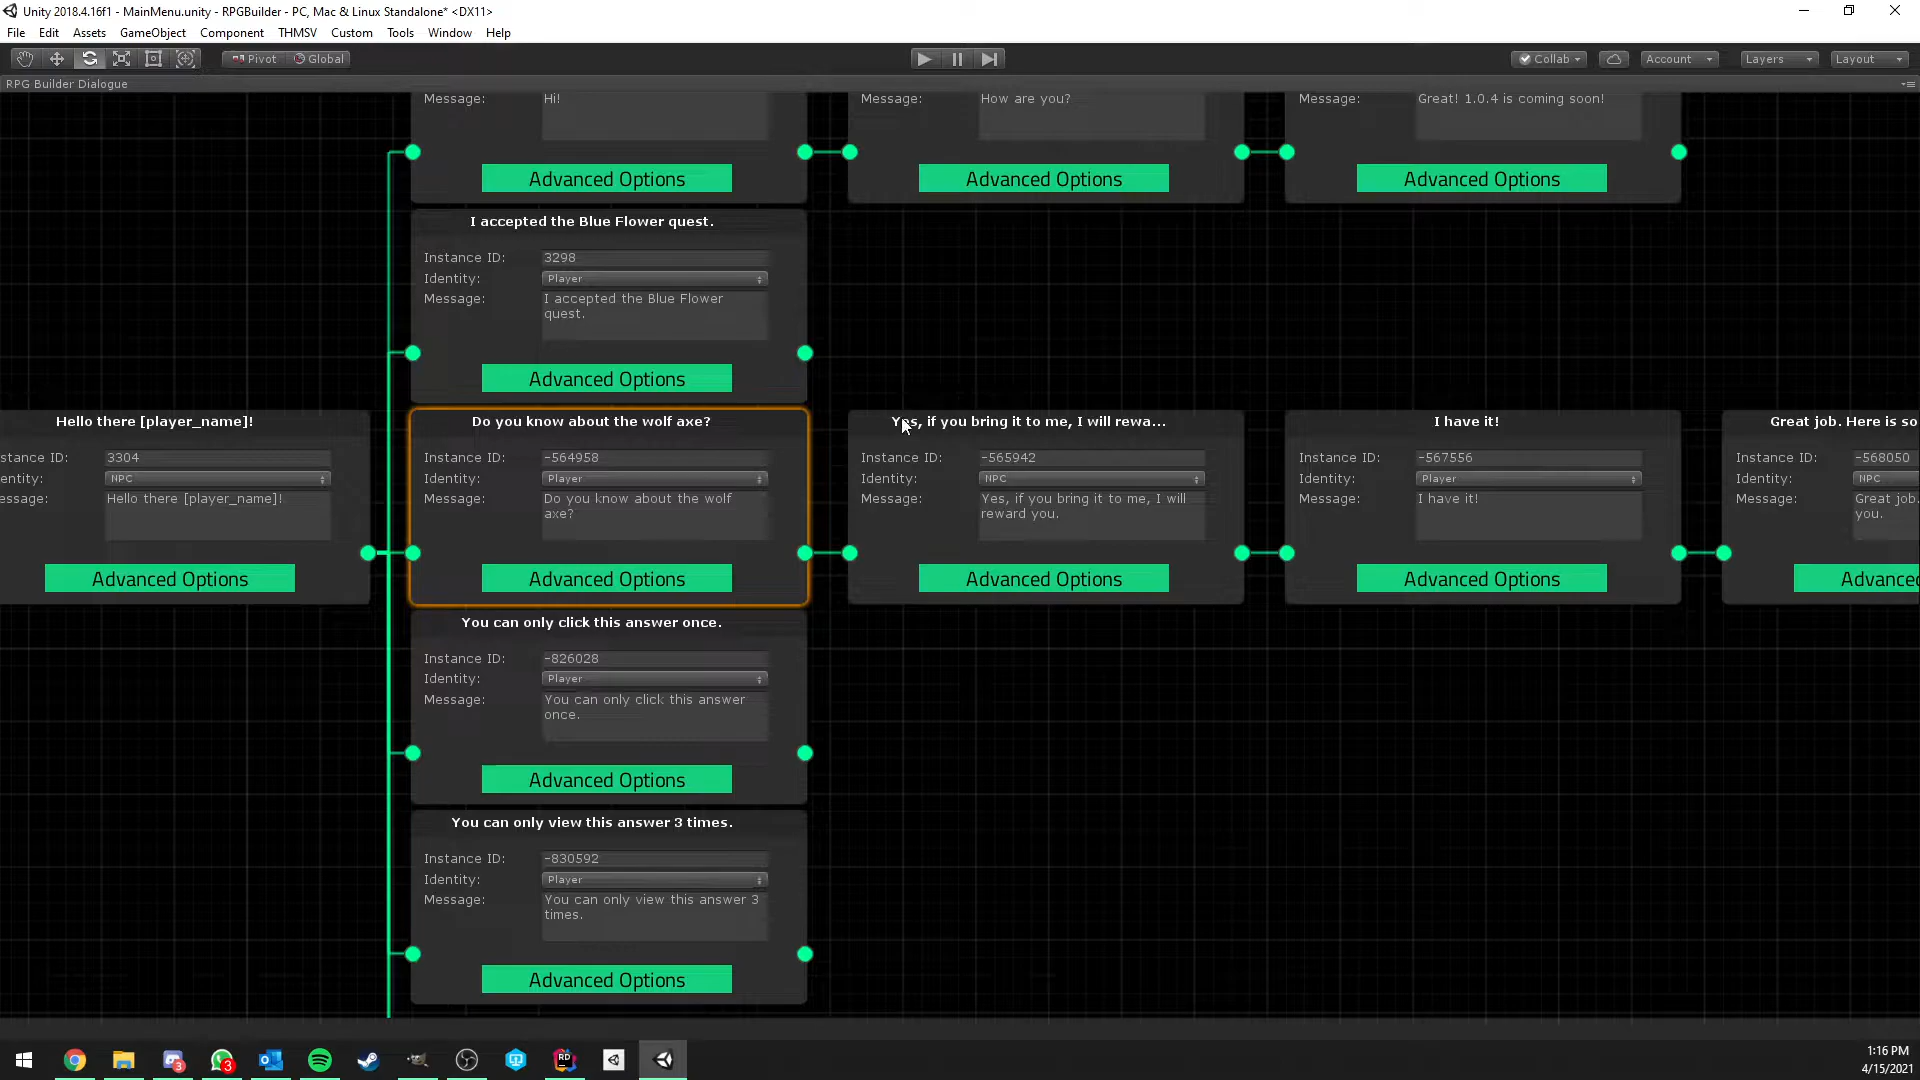 Unity 2018.4.16f1 - MainMenu.unity - RPGBuilder - PC, Mac & Linux Standalone* <DX11>
File Edit Assets GameObject Component THMSV Custom Tools Window Help
Pivot Global Collab Account Layers Layout
RPG Builder Dialogue
Message: Hi!
Advanced Options
Message: How are you?
Advanced Options
Message: Great! 1.0.4 is coming soon!
Advanced Options
I accepted the Blue Flower quest.
Instance ID: 3298
Identity: Player
Message: I accepted the Blue Flower
quest.
Advanced Options
Hello there [player_name]!
stance ID: 3304
entity: NPC
essage: Hello there [player_name]!
Advanced Options
Do you know about the wolf axe?
Instance ID: -564958
Identity: Player
Message: Do you know about the wolf
axe?
Advanced Options
Yes, if you bring it to me, I will rewa...
Instance ID: -565942
Identity: NPC
Message: Yes, if you bring it to me, I will
reward you.
Advanced Options
I have it!
Instance ID: -567556
Identity: Player
Message: I have it!
Advanced Options
Great job. Here is so
Instance ID: -568050
Identity: NPC
Message: Great job.
you.
Advance
You can only click this answer once.
Instance ID: -826028
Identity: Player
Message: You can only click this answer
once.
Advanced Options
You can only view this answer 3 times.
Instance ID: -830592
Identity: Player
Message: You can only view this answer 3
times.
Advanced Options
3
3
RD
1:16 PM
4/15/2021